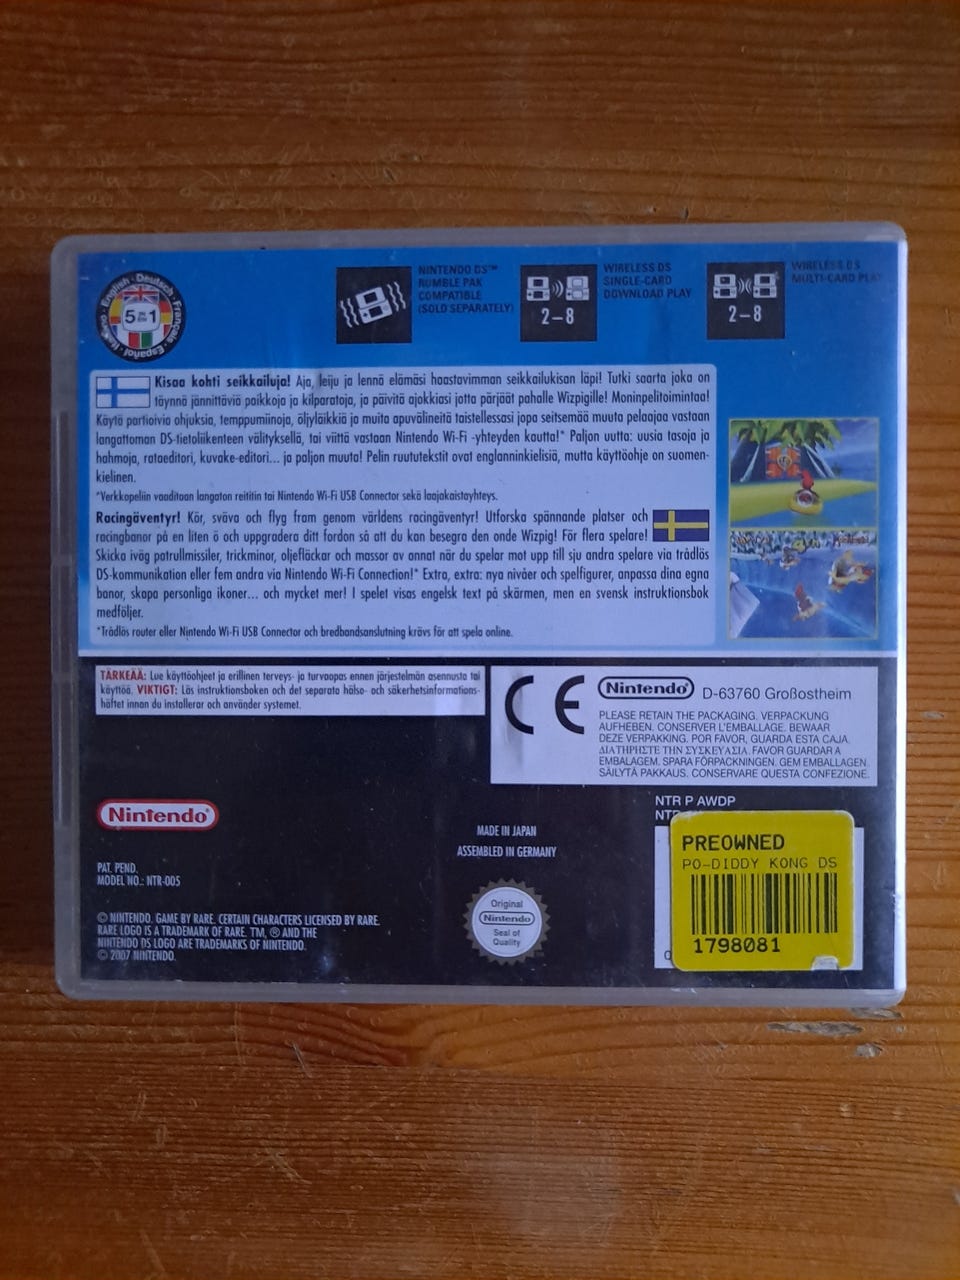 English · Deutsch · Français · Español · Italiano
5 IN 1
NINTENDO DS™
RUMBLE PAK
COMPATIBLE
(SOLD SEPARATELY)
WIRELESS DS
SINGLE-CARD
DOWNLOAD PLAY
2–8
WIRELESS DS
MULTI-CARD PLAY
2–8
Kisaa kohti seikkailuja! Aja, leiju ja lennä elämäsi haastavimman seikkailukisan läpi! Tutki saarta joka on
täynnä jännittäviä paikkoja ja kilparatoja, ja päivitä ajokkiasi jotta pärjäät pahalle Wizpigille! Moninpelitoimintaa!
Käytä partioivia ohjuksia, temppumiinoja, öljyläikkiä ja muita apuvälineitä taistellessasi jopa seitsemää muuta pelaajaa vastaan
langattoman DS-tietoliikenteen välityksellä, tai viittä vastaan Nintendo Wi-Fi -yhteyden kautta!* Paljon uutta: uusia tasoja ja
hahmoja, rataeditori, kuvake-editori... ja paljon muuta! Pelin ruututekstit ovat englanninkielisiä, mutta käyttöohje on suomen-
kielinen.
*Verkkopeliin vaaditaan langaton reititin tai Nintendo Wi-Fi USB Connector sekä laajakaistayhteys.
Racingäventyr! Kör, sväva och flyg fram genom världens racingäventyr! Utforska spännande platser och
racingbanor på en liten ö och uppgradera ditt fordon så att du kan besegra den onde Wizpig! För flera spelare!
Skicka iväg patrullmissiler, trickminor, oljefläckar och massor av annat när du spelar mot upp till sju andra spelare via trådlös
DS-kommunikation eller fem andra via Nintendo Wi-Fi Connection!* Extra, extra: nya nivåer och spelfigurer, anpassa dina egna
banor, skapa personliga ikoner... och mycket mer! I spelet visas engelsk text på skärmen, men en svensk instruktionsbok
medföljer.
*Trådlös router eller Nintendo Wi-Fi USB Connector och bredbandsanslutning krävs för att spela online.
TÄRKEÄÄ: Lue käyttöohjeet ja erillinen terveys- ja turvaopas ennen järjestelmän asennusta tai
käyttöä. VIKTIGT: Läs instruktionsboken och det separata hälso- och säkerhetsinformations-
häftet innan du installerar och använder systemet.
CE
Nintendo® D-63760 Großostheim
PLEASE RETAIN THE PACKAGING. VERPACKUNG
AUFHEBEN. CONSERVER L'EMBALLAGE. BEWAAR
DEZE VERPAKKING. POR FAVOR, GUARDA ESTA CAJA.
ΔΙΑΤΗΡΗΣΤΕ ΤΗΝ ΣΥΣΚΕΥΑΣΙΑ. FAVOR GUARDAR A
EMBALAGEM. SPARA FÖRPACKNINGEN. GEM EMBALLAGEN.
SÄILYTÄ PAKKAUS. CONSERVARE QUESTA CONFEZIONE.
Nintendo®
NTR P AWDP
PREOWNED
PO-DIDDY KONG DS
1798081
MADE IN JAPAN
ASSEMBLED IN GERMANY
PAT. PEND.
MODEL NO.: NTR-005
Original
Nintendo
Seal of
Quality
© NINTENDO. GAME BY RARE. CERTAIN CHARACTERS LICENSED BY RARE.
RARE LOGO IS A TRADEMARK OF RARE. TM, ® AND THE
NINTENDO DS LOGO ARE TRADEMARKS OF NINTENDO.
© 2007 NINTENDO.